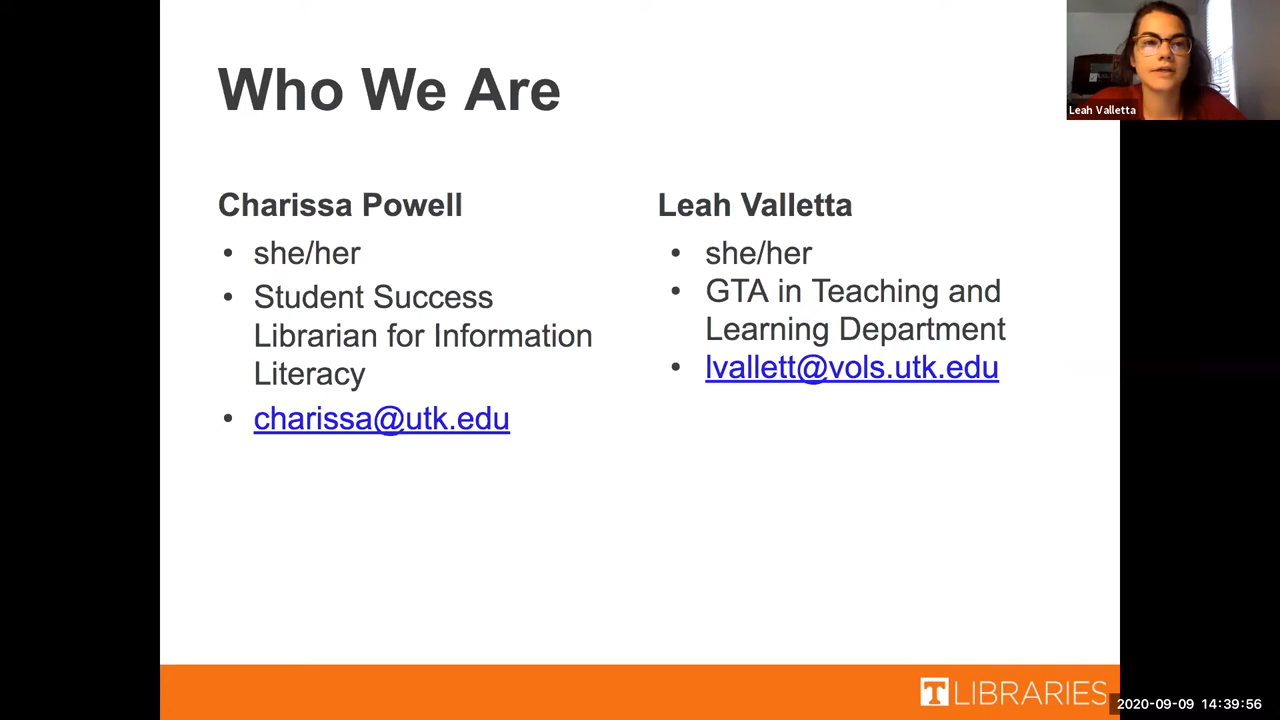 Who We Are
Leah Valletta
Charissa Powell
• she/her
• Student Success
Librarian for Information
Literacy
• charissa@utk.edu
Leah Valletta
• she/her
• GTA in Teaching and
Learning Department
• lvallett@vols.utk.edu
T LIBRARIES
2020-09-09 14:39:56